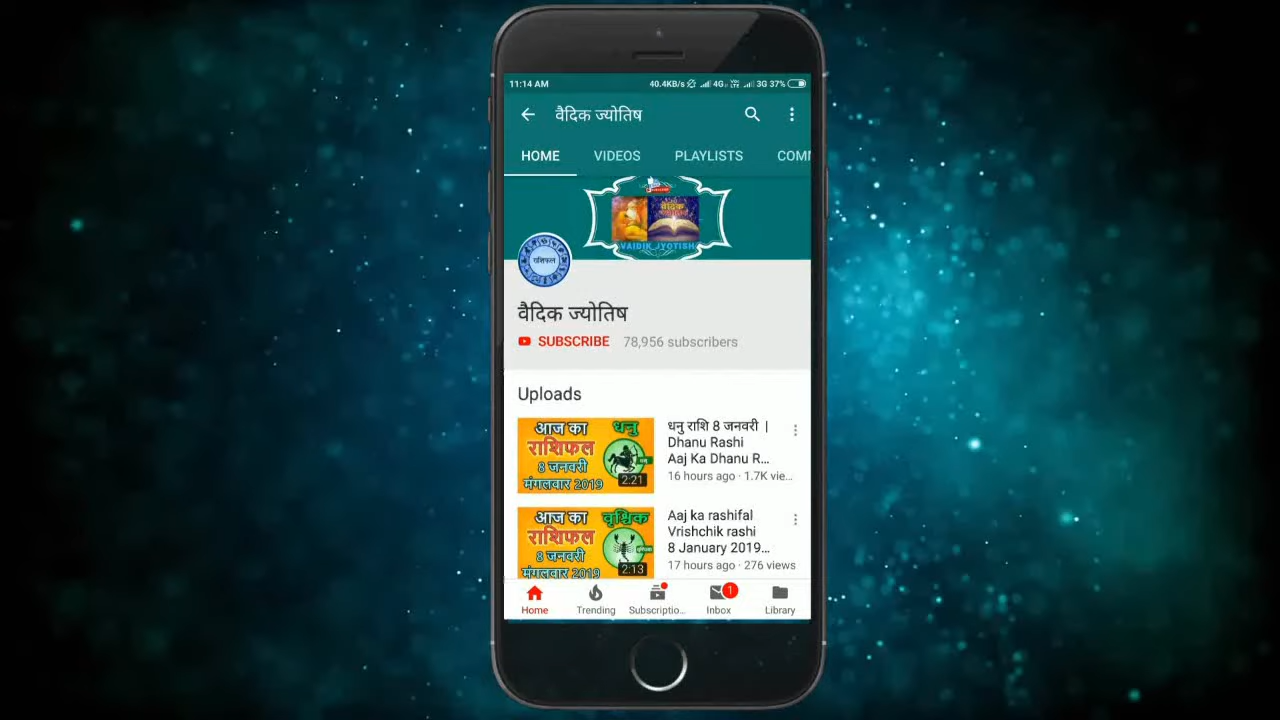 11:14 AM
40.4KB/s 4G VoLTE 3G 37%
वैदिक ज्योतिष
HOME VIDEOS PLAYLISTS COMM
वैदिक
VAIDIK JYOTISH
राशिफल
वैदिक ज्योतिष
SUBSCRIBE 78,956 subscribers
Uploads
आज का धनु
राशिफल
8 जनवरी
मंगलवार 2019
2:21
धनु राशि 8 जनवरी |
Dhanu Rashi
Aaj Ka Dhanu R...
16 hours ago · 1.7K vie...
आज का वृश्चिक
राशिफल
8 जनवरी
मंगलवार 2019
2:13
Aaj ka rashifal
Vrishchik rashi
8 January 2019...
17 hours ago · 276 views
1
Home Trending Subscriptio... Inbox Library